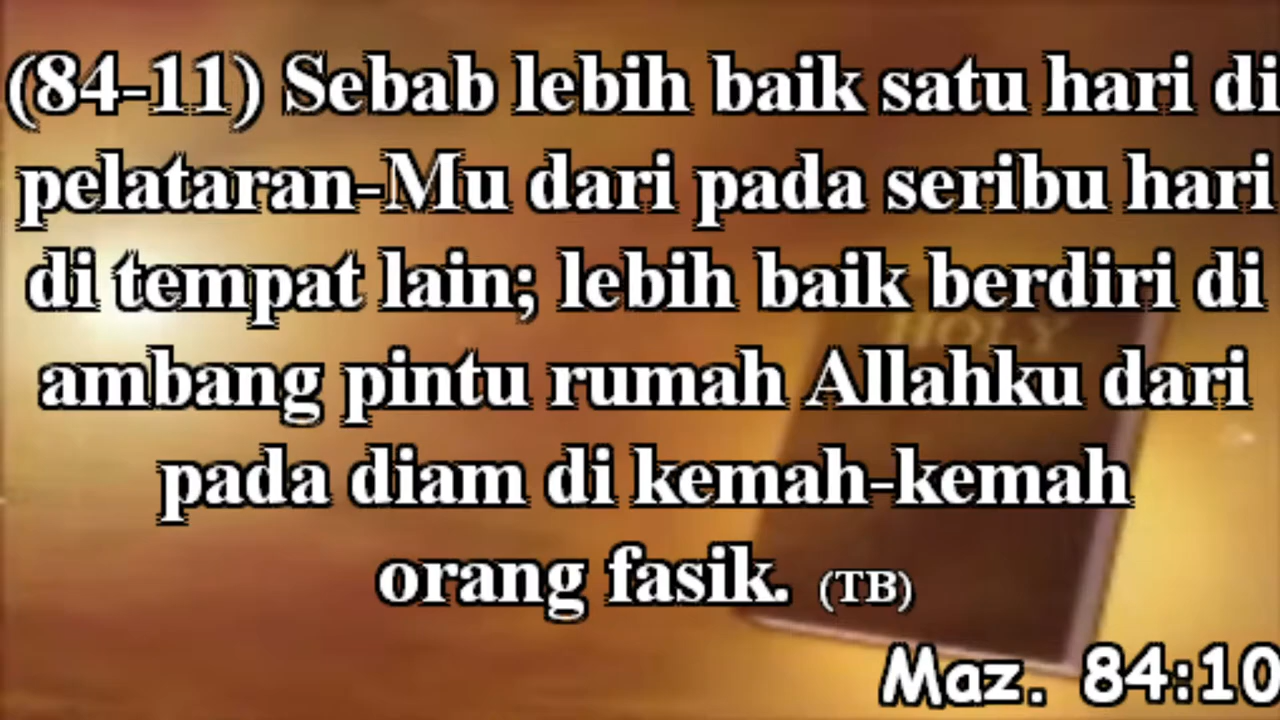 (84-11) Sebab lebih baik satu hari di
pelataran-Mu dari pada seribu hari
di tempat lain; lebih baik berdiri di
ambang pintu rumah Allahku dari
pada diam di kemah-kemah
orang fasik. (TB)
Maz. 84:10
HOLY